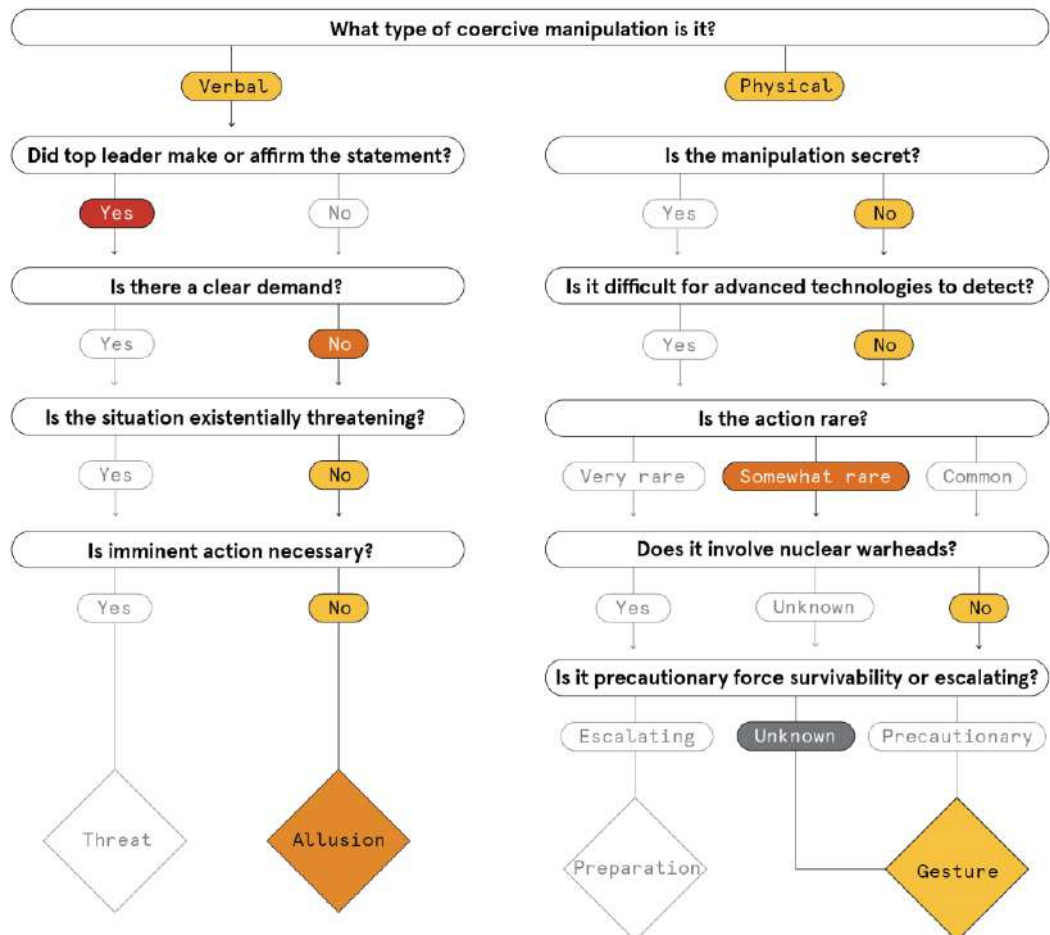 What type of coercive manipulation is it?
Verbal
Physical
Did top leader make or affirm the statement?
Is the manipulation secret?
Yes
No
Yes
No
Is there a clear demand?
Is it difficult for advanced technologies to detect?
Yes
No
Yes
No
Is the situation existentially threatening?
Is the action rare?
Yes
No
Very rare
Somewhat rare
Common
Is imminent action necessary?
Does it involve nuclear warheads?
Yes
No
Yes
Unknown
No
Is it precautionary force survivability or escalating?
Escalating
Unknown
Precautionary
Threat
Allusion
Preparation
Gesture